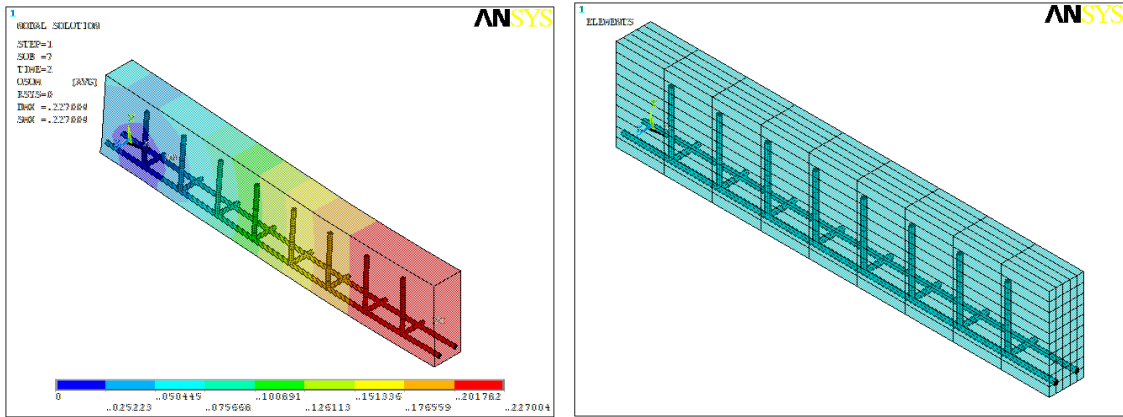 1
NODAL SOLUTION
STEP=1
SUB =7
TIME=2
USUM (AVG)
RSYS=0
DMX =.227004
SMX =.227004
ANSYS
0
.025223
.050445
.075668
.100891
.126113
.151336
.176559
.201782
.227004
1
ELEMENTS
ANSYS